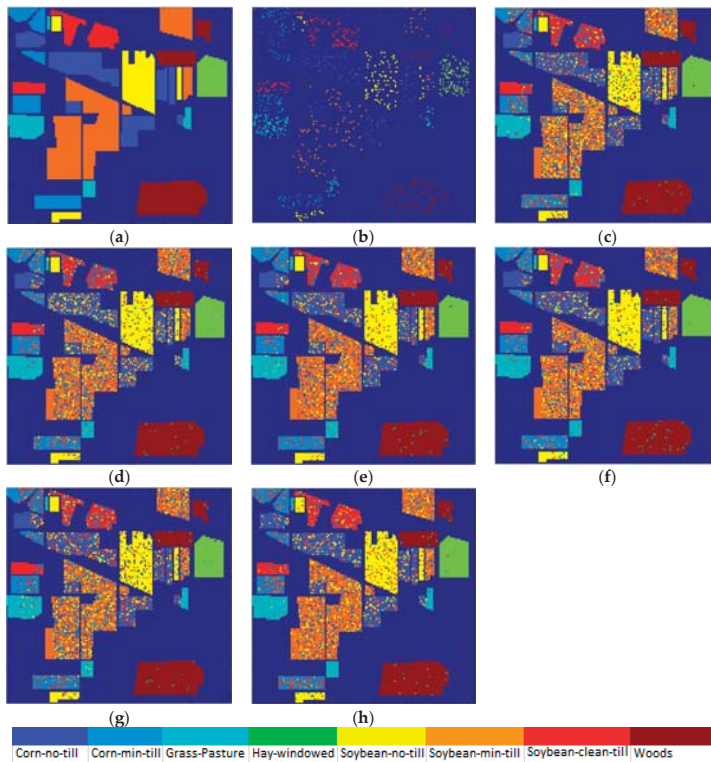 (a) (b) (c)
(d) (e) (f)
(g) (h)
Corn-no-till Corn-min-till Grass-Pasture Hay-windowed Soybean-no-till Soybean-min-till Soybean-clean-till Woods